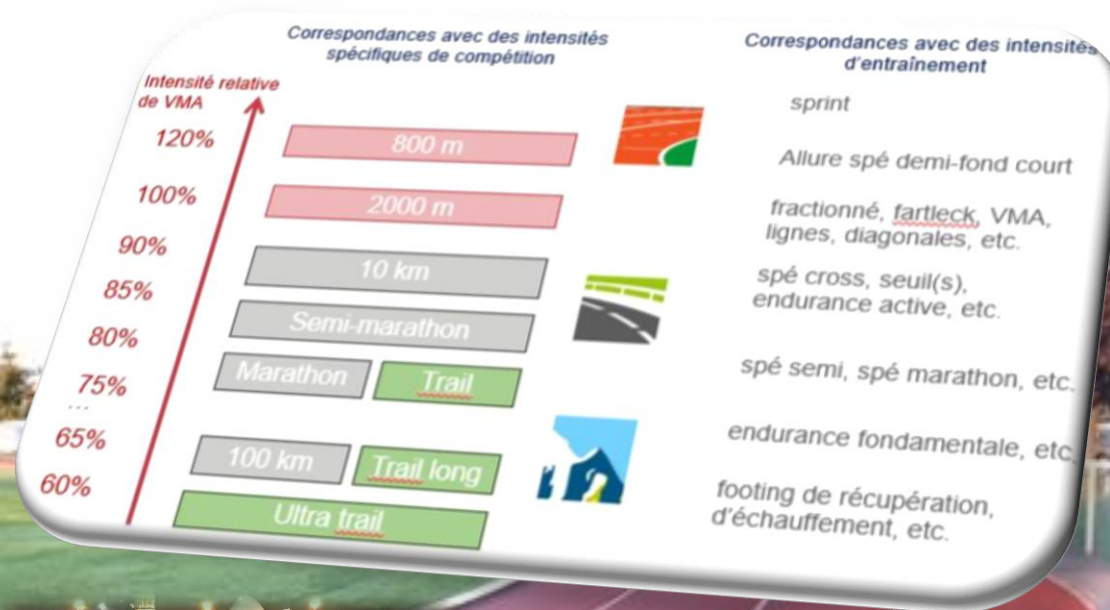 Correspondances avec des intensités
spécifiques de compétition
Correspondances avec des intensités
d'entraînement
Intensité relative
de VMA
120%
800 m
sprint
Allure spé demi-fond court
100%
2000 m
fractionné, fartleck, VMA,
lignes, diagonales, etc.
90%
10 km
spé cross, seuil(s),
endurance active, etc.
85%
Semi-marathon
80%
Marathon
Trail
spé semi, spé marathon, etc.
75%
...
65%
100 km
Trail long
endurance fondamentale, etc.
60%
Ultra trail
footing de récupération,
d'échauffement, etc.